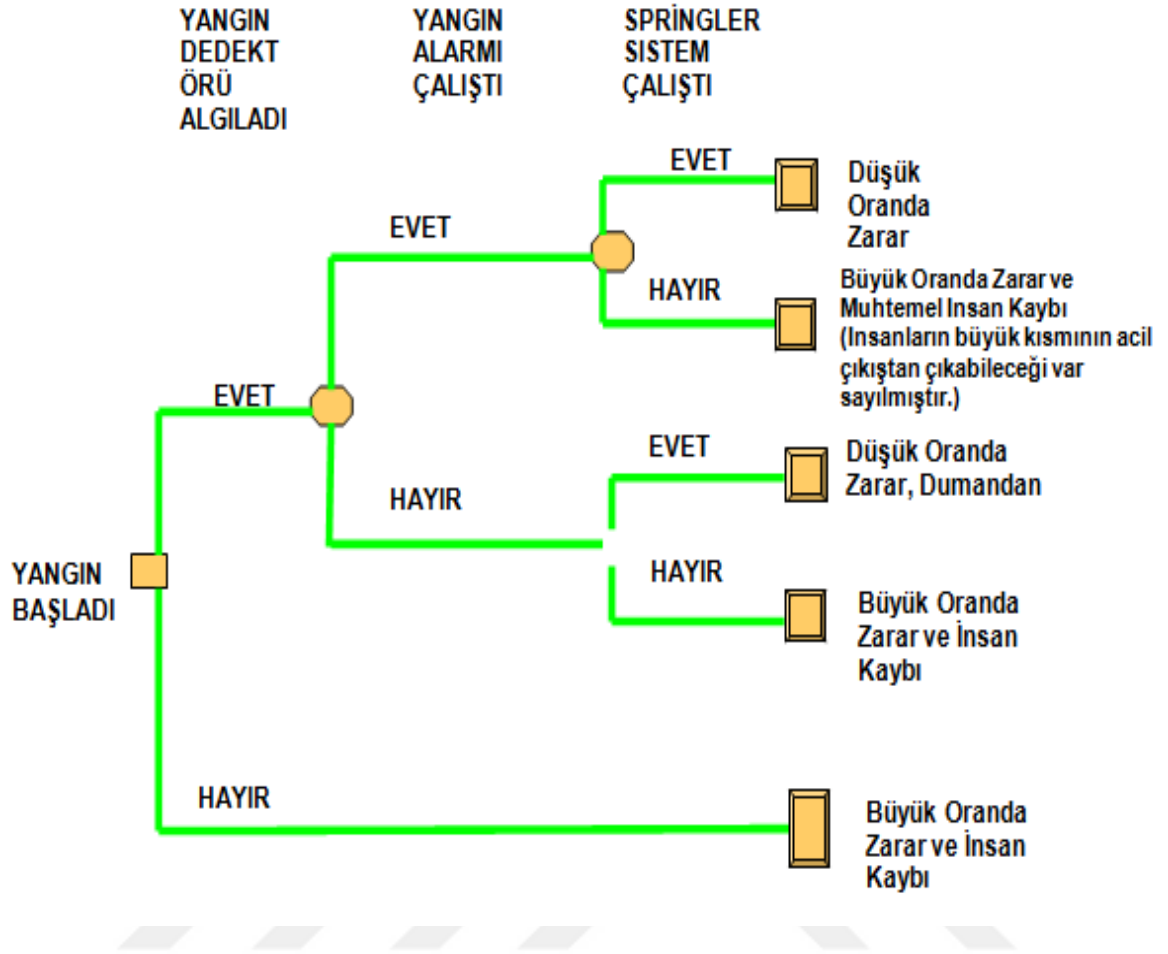 YANGIN
DEDEKT
ÖRÜ
ALGILADI
YANGIN
ALARMI
ÇALIŞTI
SPRİNGLER
SISTEM
ÇALIŞTI
EVET
Düşük
Oranda
Zarar
EVET
HAYIR
Büyük Oranda Zarar ve
Muhtemel Insan Kaybı
(Insanların büyük kısmının acil
çıkıştan çıkabileceği var
sayılmıştır.)
EVET
EVET
Düşük Oranda
Zarar, Dumandan
HAYIR
HAYIR
Büyük Oranda
Zarar ve İnsan
Kaybı
YANGIN
BAŞLADI
HAYIR
Büyük Oranda
Zarar ve İnsan
Kaybı